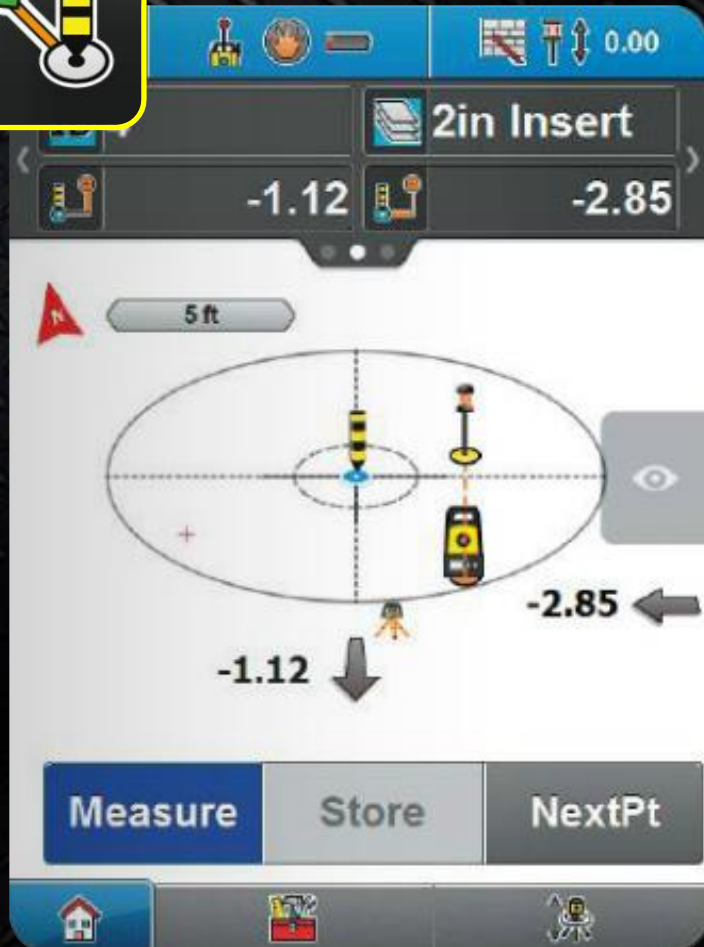 0.00
2in Insert
-1.12
-2.85
N
5 ft
-2.85
-1.12
Measure
Store
NextPt